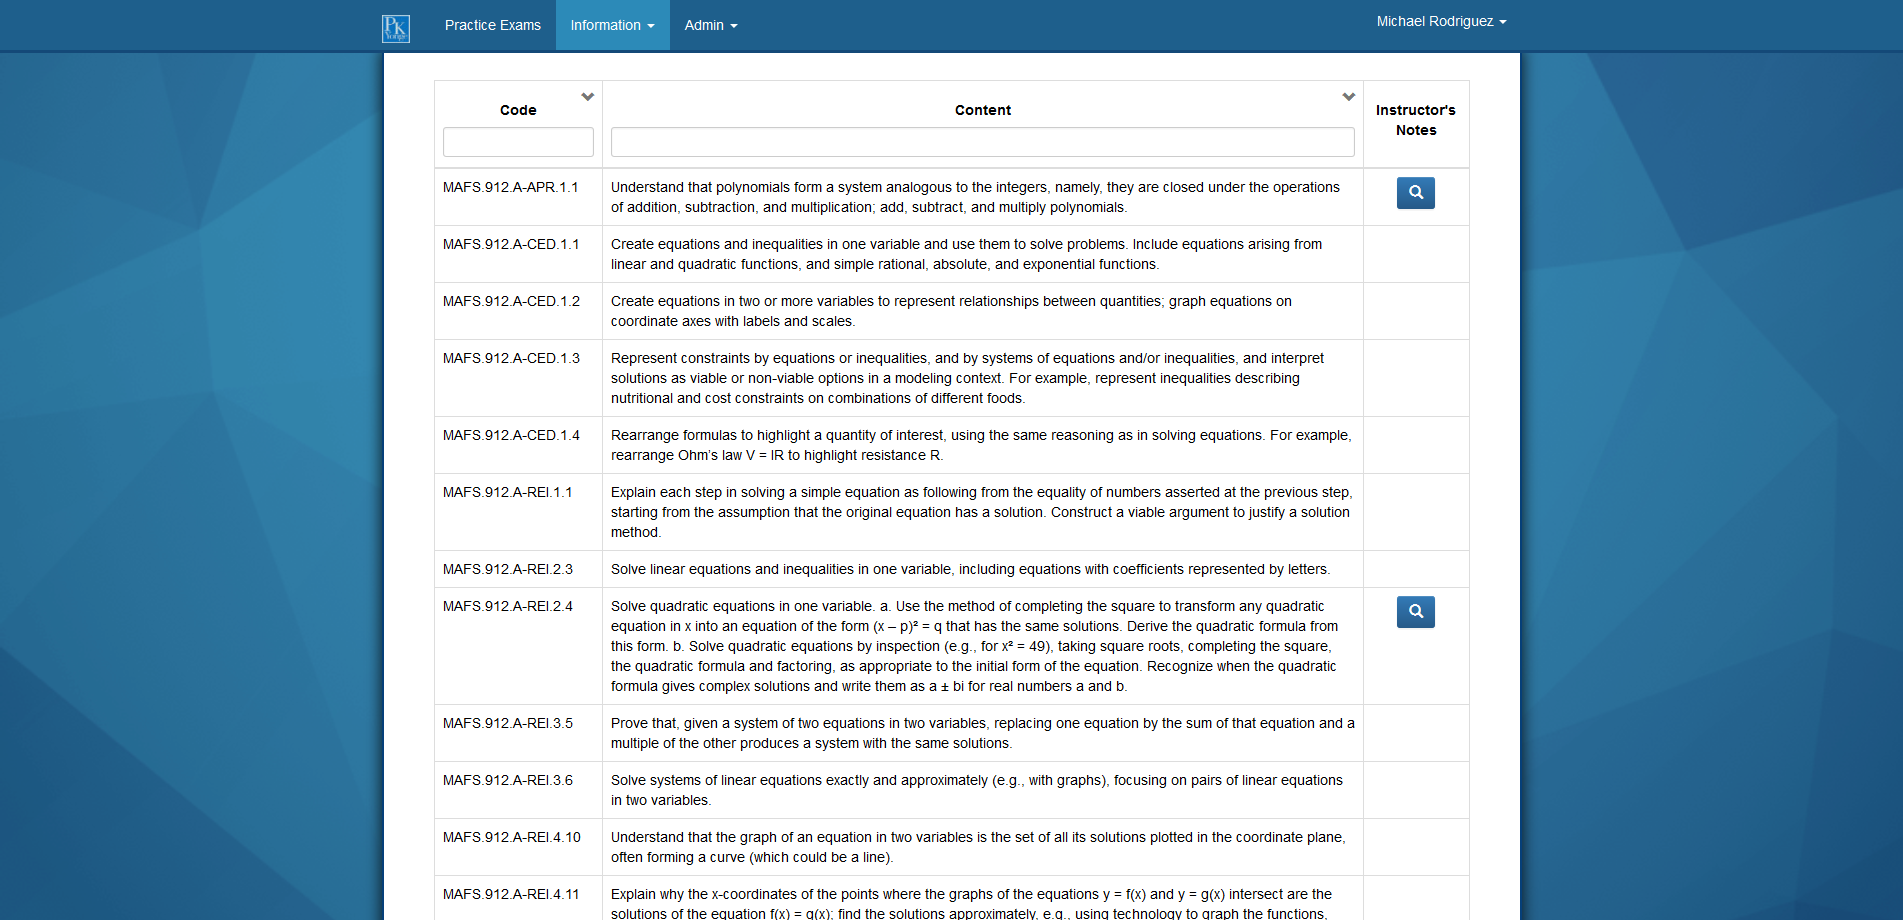 PK
Yonge
Practice Exams
Information
Admin
Michael Rodriguez
Code
Content
Instructor's
Notes
MAFS.912.A-APR.1.1
Understand that polynomials form a system analogous to the integers, namely, they are closed under the operations
of addition, subtraction, and multiplication; add, subtract, and multiply polynomials.
MAFS.912.A-CED.1.1
Create equations and inequalities in one variable and use them to solve problems. Include equations arising from
linear and quadratic functions, and simple rational, absolute, and exponential functions.
MAFS.912.A-CED.1.2
Create equations in two or more variables to represent relationships between quantities; graph equations on
coordinate axes with labels and scales.
MAFS.912.A-CED.1.3
Represent constraints by equations or inequalities, and by systems of equations and/or inequalities, and interpret
solutions as viable or non-viable options in a modeling context. For example, represent inequalities describing
nutritional and cost constraints on combinations of different foods.
MAFS.912.A-CED.1.4
Rearrange formulas to highlight a quantity of interest, using the same reasoning as in solving equations. For example,
rearrange Ohm's law V = IR to highlight resistance R.
MAFS.912.A-REI.1.1
Explain each step in solving a simple equation as following from the equality of numbers asserted at the previous step,
starting from the assumption that the original equation has a solution. Construct a viable argument to justify a solution
method.
MAFS.912.A-REI.2.3
Solve linear equations and inequalities in one variable, including equations with coefficients represented by letters.
MAFS.912.A-REI.2.4
Solve quadratic equations in one variable. a. Use the method of completing the square to transform any quadratic
equation in x into an equation of the form (x – p)² = q that has the same solutions. Derive the quadratic formula from
this form. b. Solve quadratic equations by inspection (e.g., for x² = 49), taking square roots, completing the square,
the quadratic formula and factoring, as appropriate to the initial form of the equation. Recognize when the quadratic
formula gives complex solutions and write them as a ± bi for real numbers a and b.
MAFS.912.A-REI.3.5
Prove that, given a system of two equations in two variables, replacing one equation by the sum of that equation and a
multiple of the other produces a system with the same solutions.
MAFS.912.A-REI.3.6
Solve systems of linear equations exactly and approximately (e.g., with graphs), focusing on pairs of linear equations
in two variables.
MAFS.912.A-REI.4.10
Understand that the graph of an equation in two variables is the set of all its solutions plotted in the coordinate plane,
often forming a curve (which could be a line).
MAFS.912.A-REI.4.11
Explain why the x-coordinates of the points where the graphs of the equations y = f(x) and y = g(x) intersect are the
solutions of the equation f(x) = g(x); find the solutions approximately, e.g., using technology to graph the functions,